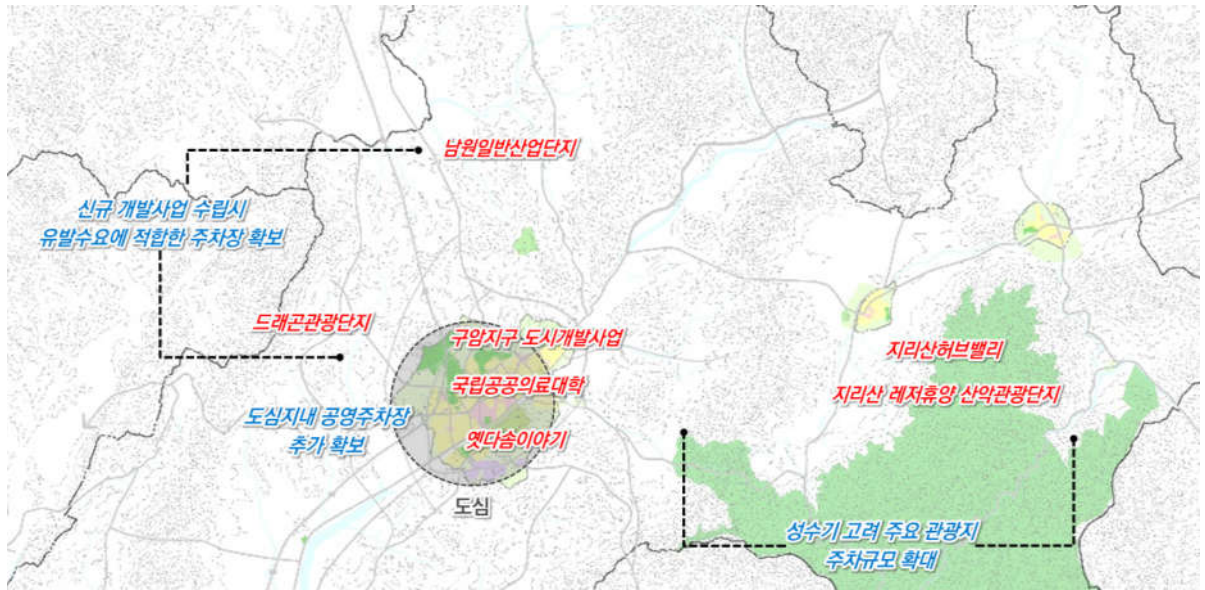 남원일반산업단지
신규 개발사업 수립시
유발수요에 적합한 주차장 확보
드래곤관광단지
구암지구 도시개발사업
지리산허브밸리
국립공공의료대학
지리산 레저휴양 산악관광단지
도심지내 공영주차장
추가 확보
옛다솜이야기
도심
성수기 고려 주요 관광지
주차규모 확대